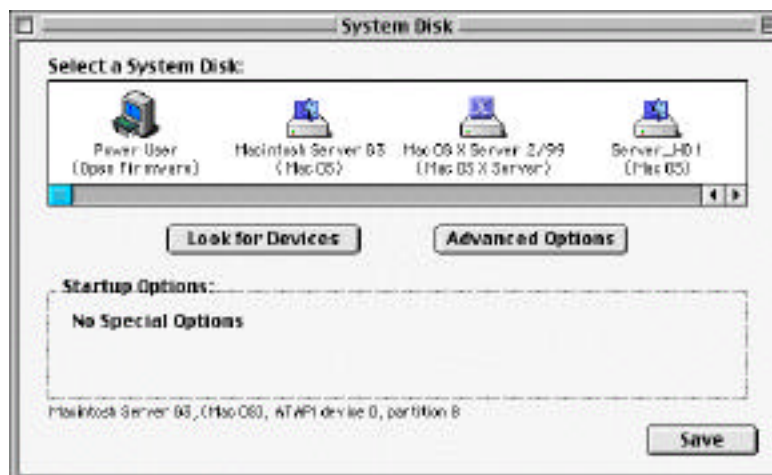 System Disk
Select a System Disk:
Power User
(Open Firmware)
Macintosh Server G3
(Mac OS)
Mac OS X Server 2/99
(Mac OS X Server)
Server_HD1
(Mac OS)
Look for Devices
Advanced Options
Startup Options:
No Special Options
Macintosh Server G3, (Mac OS), ATAPI device 0, partition 8
Save